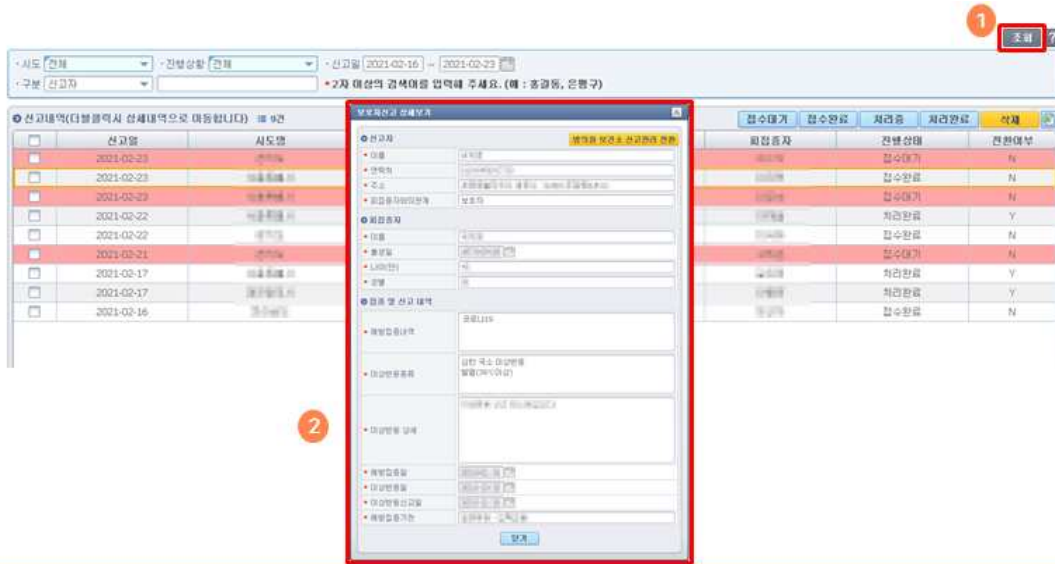 1
조회
?
시도 전체 진행상황 전체 신고일 2021-02-16 ~ 2021-02-23
구분 신고자 *2자 이상의 검색어를 입력해 주세요. (예 : 홍길동, 은평구)
신고내역(더블클릭시 상세내역으로 이동합니다) 9건
접수대기 접수완료 처리중 처리완료 삭제
신고일 시도명 피접종자 진행상태 전환여부
2021-02-23 접수대기 N
2021-02-23 접수완료 N
2021-02-23 접수대기 N
2021-02-22 처리완료 Y
2021-02-22 접수완료 N
2021-02-21 접수대기 N
2021-02-17 처리완료 Y
2021-02-17 처리완료 Y
2021-02-16 접수완료 N
2
보호자신고 상세보기
신고자
이름
연락처
주소
피접종자와의관계 보호자
피접종자
이름
출생일
나이(만)
성별
접종 및 신고 내역
예방접종내역 코로나19
이상반응종류 심한 국소 이상반응
발열(38℃이상)
이상반응 상세
예방접종일
이상반응일
이상반응신고일
예방접종기관
닫기